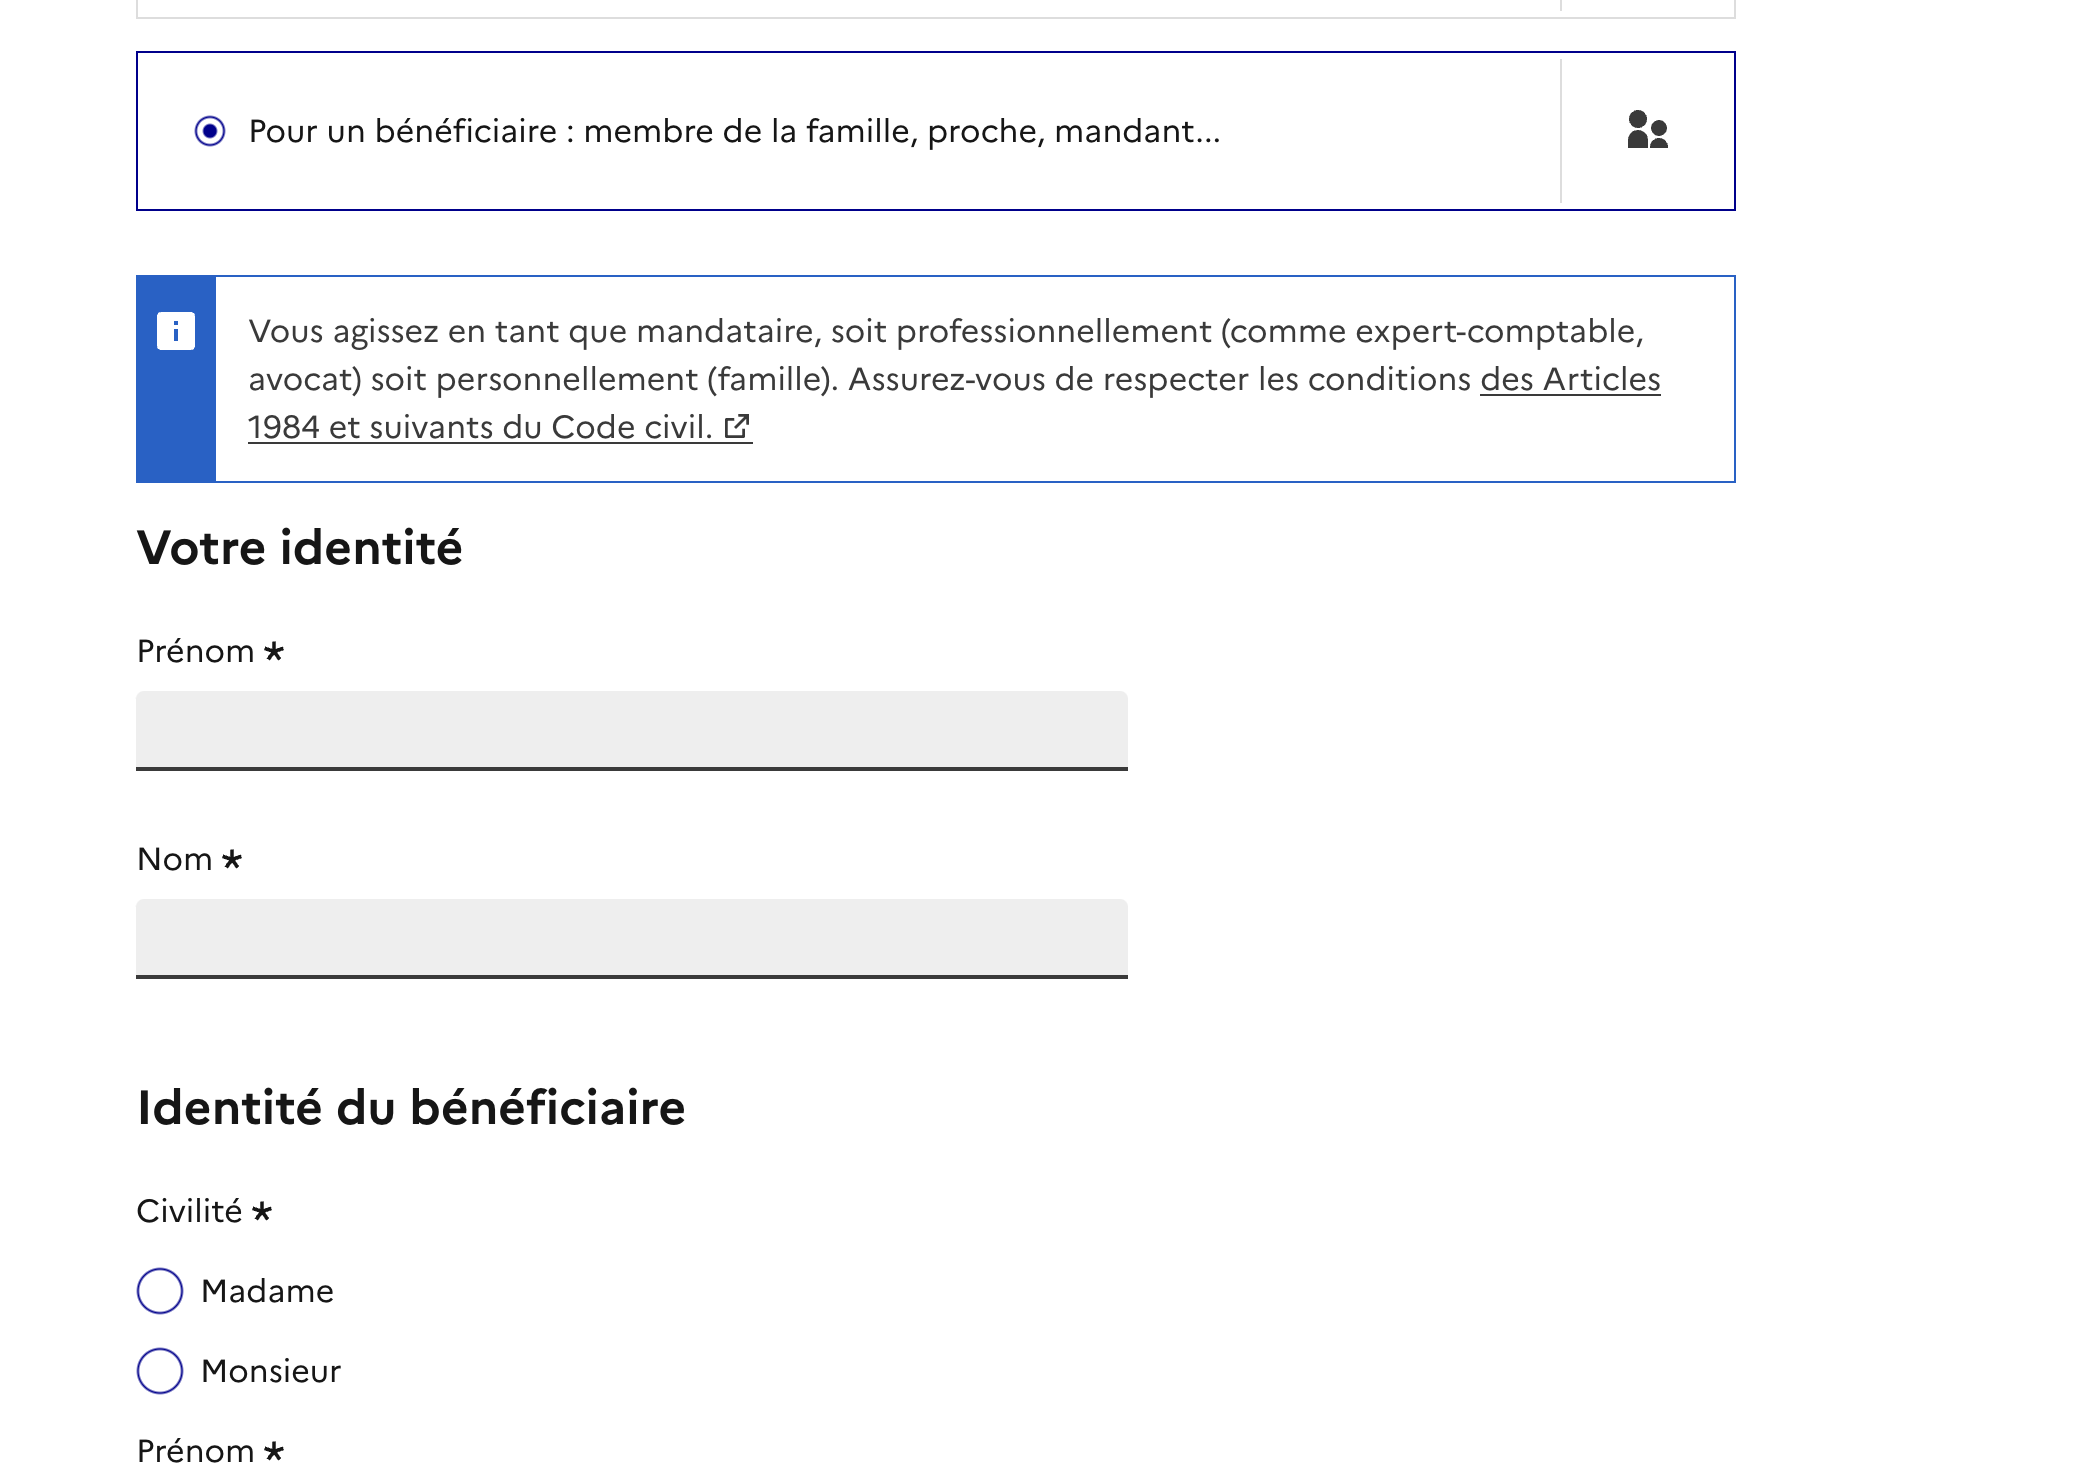 Pour un bénéficiaire : membre de la famille, proche, mandant...
Vous agissez en tant que mandataire, soit professionnellement (comme expert-comptable,
avocat) soit personnellement (famille). Assurez-vous de respecter les conditions des Articles
1984 et suivants du Code civil.
Votre identité
Prénom *
Nom *
Identité du bénéficiaire
Civilité *
Madame
Monsieur
Prénom *